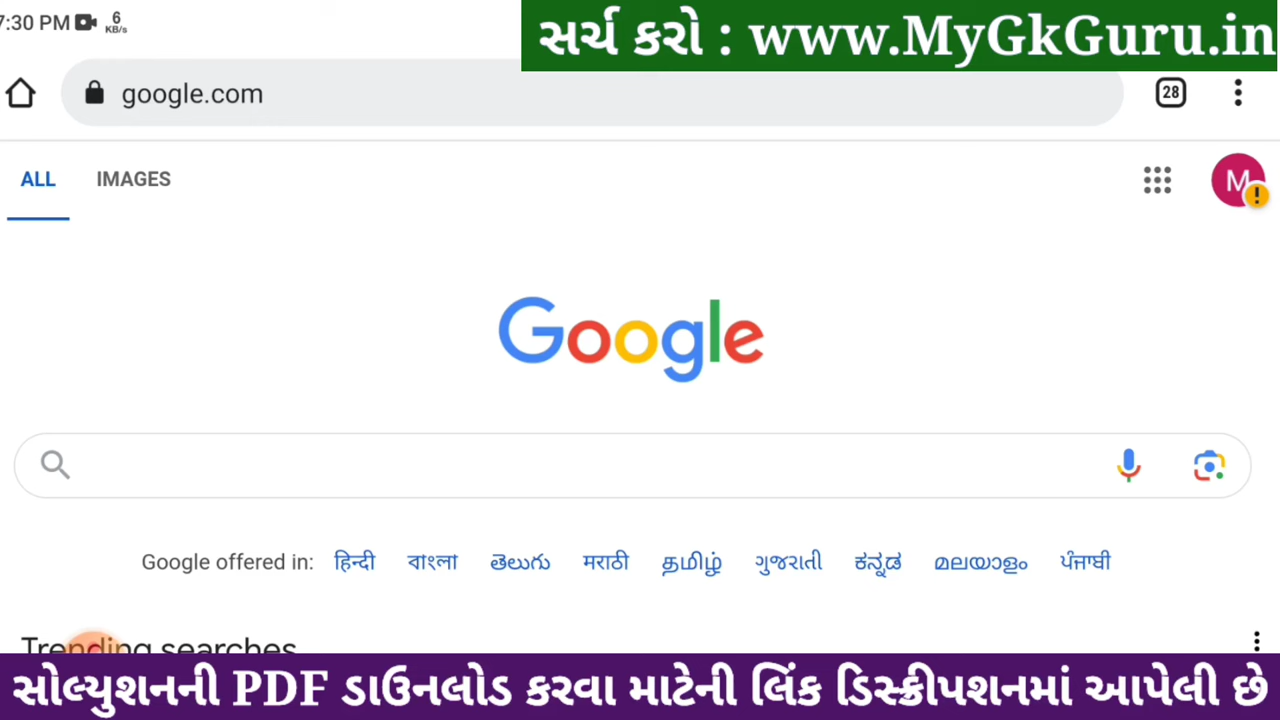 7:30 PM 6 KB/s
સર્ચ કરો : www.MyGkGuru.in
google.com 28
ALL IMAGES
M
Google
Google offered in: हिन्दी বাংলা తెలుగు मराठी தமிழ் ગુજરાતી ಕನ್ನಡ മലയാളം ਪੰਜਾਬੀ
Trending searches
સોલ્યુશનની PDF ડાઉનલોડ કરવા માટેની લિંક ડિસ્ક્રીપશનમાં આપેલી છે